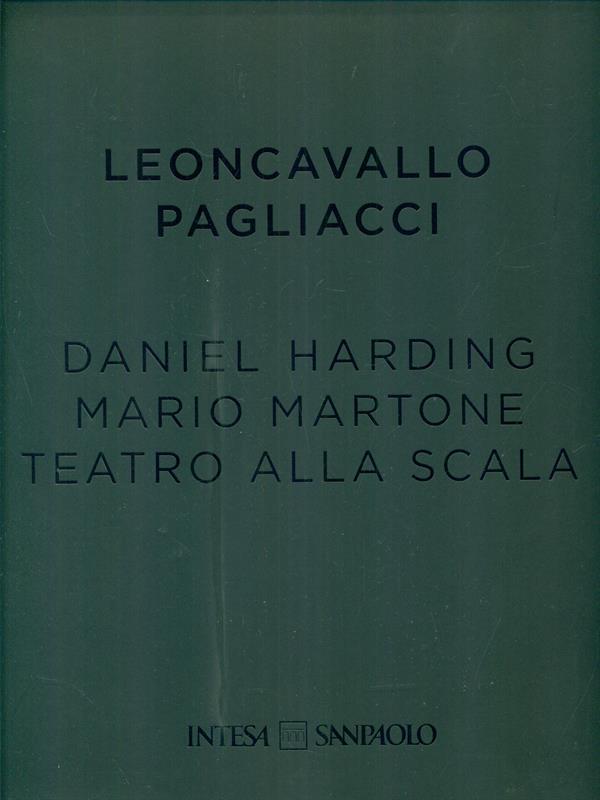 LEONCAVALLO
PAGLIACCI
DANIEL HARDING
MARIO MARTONE
TEATRO ALLA SCALA
INTESA SANPAOLO